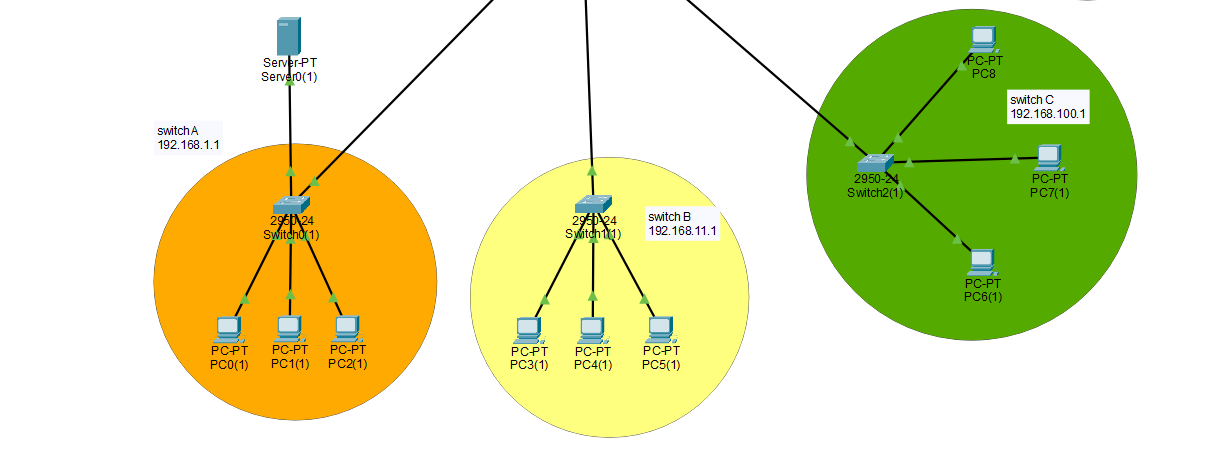 Server-PT
Server0(1)
switch A
192.168.1.1
2950-24
Switch0(1)
PC-PT
PC0(1)
PC-PT
PC1(1)
PC-PT
PC2(1)
2950-24
Switch1(1)
switch B
192.168.11.1
PC-PT
PC3(1)
PC-PT
PC4(1)
PC-PT
PC5(1)
PC-PT
PC8
switch C
192.168.100.1
2950-24
Switch2(1)
PC-PT
PC7(1)
PC-PT
PC6(1)